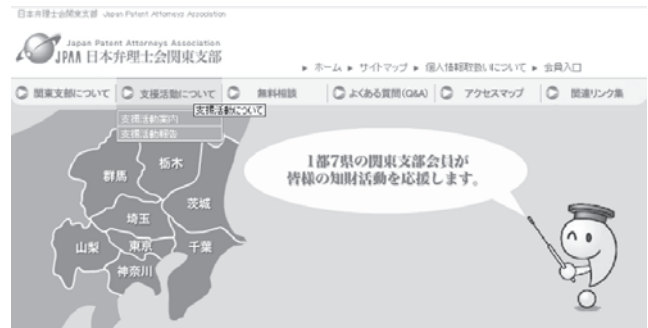 日本弁理士会関東支部 Japan Patent Attorneys Association
Japan Patent Attorneys Association
JPAA 日本弁理士会関東支部
▶ ホーム ▶ サイトマップ ▶ 個人情報取扱いについて ▶ 会員入口
関東支部について 支援活動について 無料相談 よくある質問(Q&A) アクセスマップ 関連リンク集
支援活動について
支援活動案内
支援活動報告
1都7県の関東支部会員が
皆様の知財活動を応援します。
栃木
群馬
茨城
埼玉
山梨 東京 千葉
神奈川